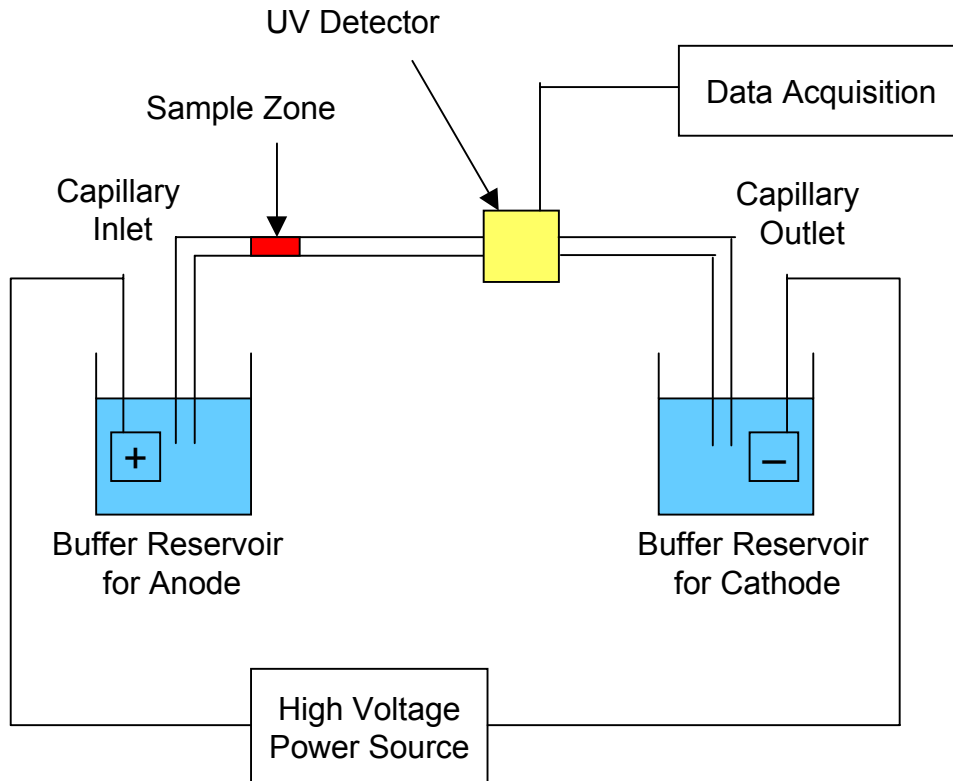 UV Detector
Data Acquisition
Sample Zone
Capillary
Inlet
Capillary
Outlet
+
–
Buffer Reservoir
for Anode
Buffer Reservoir
for Cathode
High Voltage
Power Source